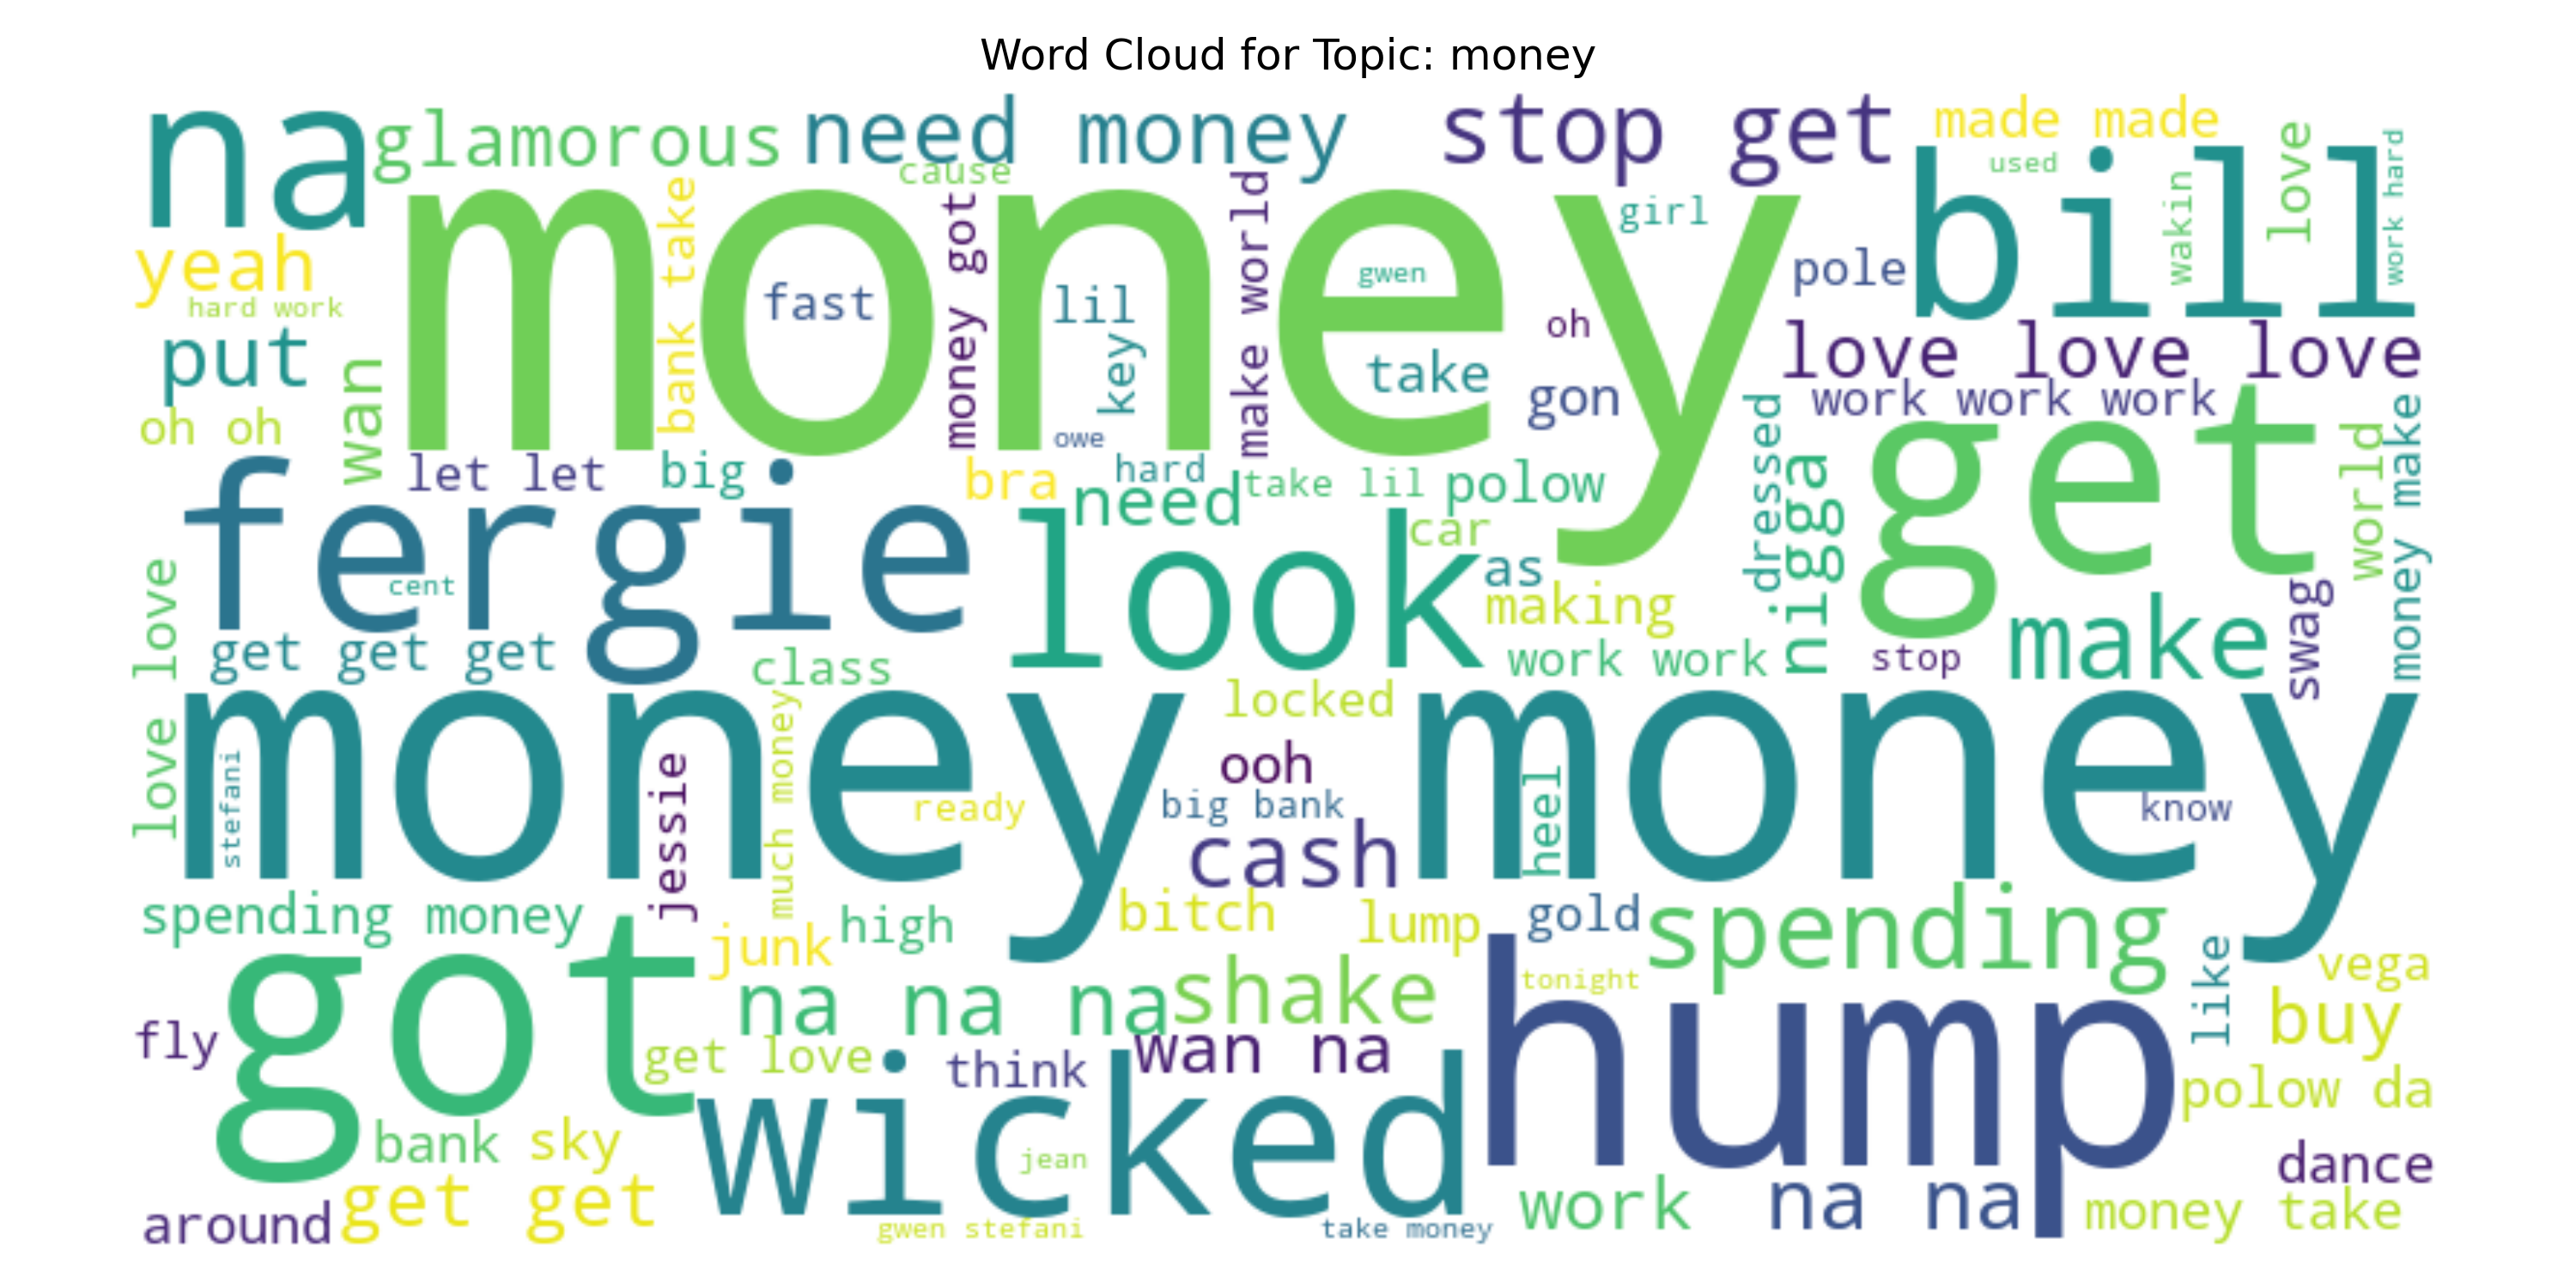 Word Cloud for Topic: money
na
glamorous
need money
stop get
made made
cause
used
love
work hard
wakin
bill
money
yeah
hard work
bank take
fast
money got
lil
key
make world
gwen
girl
pole
oh
take
gon
put
wan
oh oh
owe
love love love
work work work
let let
big
bra
hard
need
take lil
polow
car
dressed
nigga
get
world
money make
fergie
cent
look
as
making
work work
stop
make
swag
love love
get get get
class
locked
money money
stefani
jessie
much money
ready
ooh
big bank
cash
heel
know
spending money
junk
high
bitch
lump
gold
spending
like
vega
got
na na na
shake
tonight
hump
buy
fly
get love
think
wan na
wicked
polow da
bank
sky
jean
dance
around
get get
gwen stefani
take money
work
na na
money take